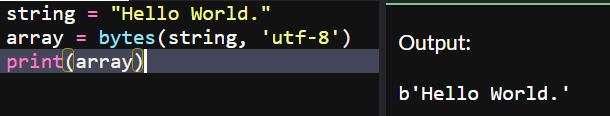 string = "Hello World."
array = bytes(string, 'utf-8')
print(array)
Output:
b'Hello World.'